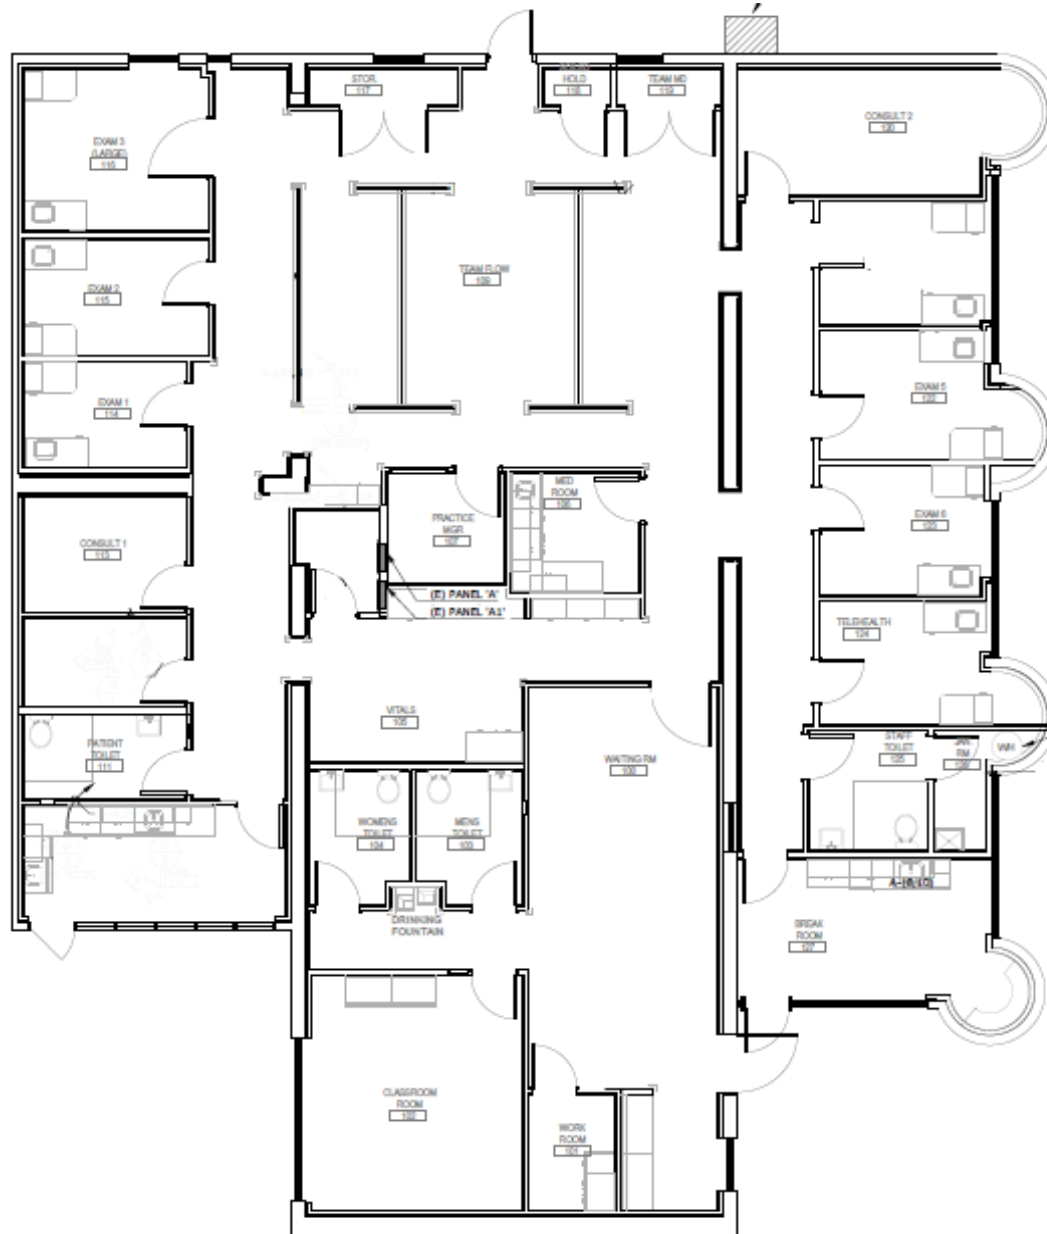 STOR.
117
HOLD
118
TEAM MD
119
CONSULT 2
120
EXAM 3
(LARGE)
116
TEAM FLOW
109
EXAM 2
115
EXAM 5
122
EXAM 1
114
MED
ROOM
106
PRACTICE
MGR
107
EXAM 6
123
CONSULT 1
113
(E) PANEL 'A'
(E) PANEL 'A1'
TELEHEALTH
124
VITALS
105
PATIENT
TOILET
111
WAITING RM
100
STAFF
TOILET
125
JAN.
RM
WH
WOMENS
TOILET
104
MENS
TOILET
103
DRINKING
FOUNTAIN
BREAK
ROOM
127
CLASSROOM
ROOM
102
WORK
ROOM
101